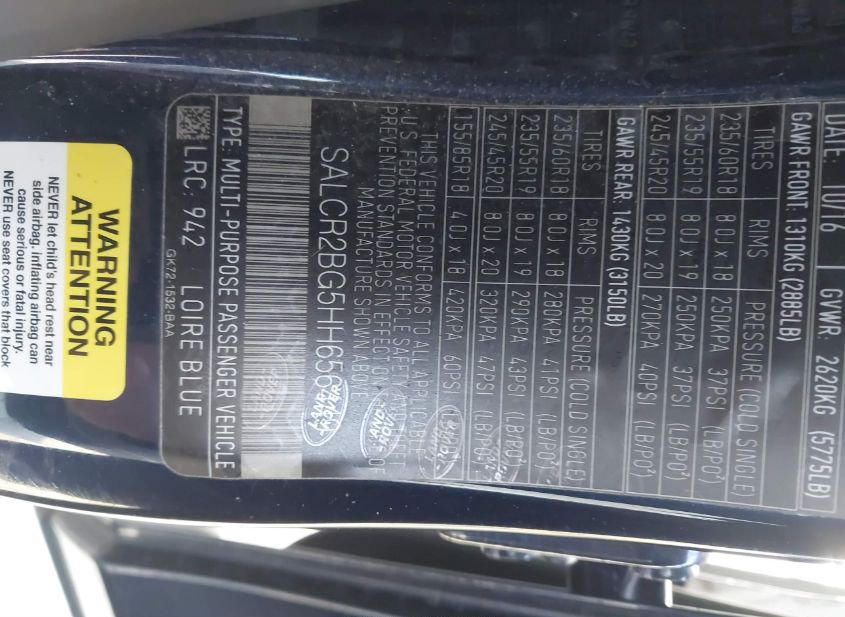 DATE: 10/16 GVWR: 2620KG (5775LB)
GAWR FRONT: 1310KG (2885LB)
TIRES RIMS PRESSURE (COLD SINGLE)
235/60R18 8.0J x 18 250KPA 37PSI (LB/PO²)
235/55R19 8.0J x 19 250KPA 37PSI (LB/PO²)
245/45R20 8.0J x 20 270KPA 40PSI (LB/PO²)
GAWR REAR: 1430KG (3150LB)
TIRES RIMS PRESSURE (COLD SINGLE)
235/60R18 8.0J x 18 280KPA 41PSI (LB/PO²)
235/55R19 8.0J x 19 290KPA 43PSI (LB/PO²)
245/45R20 8.0J x 20 320KPA 47PSI (LB/PO²)
155/85R18 4.0J x 18 420KPA 60PSI
THIS VEHICLE CONFORMS TO ALL APPLICABLE
U.S. FEDERAL MOTOR VEHICLE SAFETY
PREVENTION STANDARDS IN EFFECT ON
MANUFACTURE SHOWN ABOVE
SALCR2BG5HH656
TYPE: MULTI-PURPOSE PASSENGER VEHICLE
LRC: 942 LOIRE BLUE
GK72-1532-BAA
WARNING
ATTENTION
NEVER let child's head rest near
side airbag. inflating airbag can
cause serious or fatal injury.
NEVER use seat covers that block